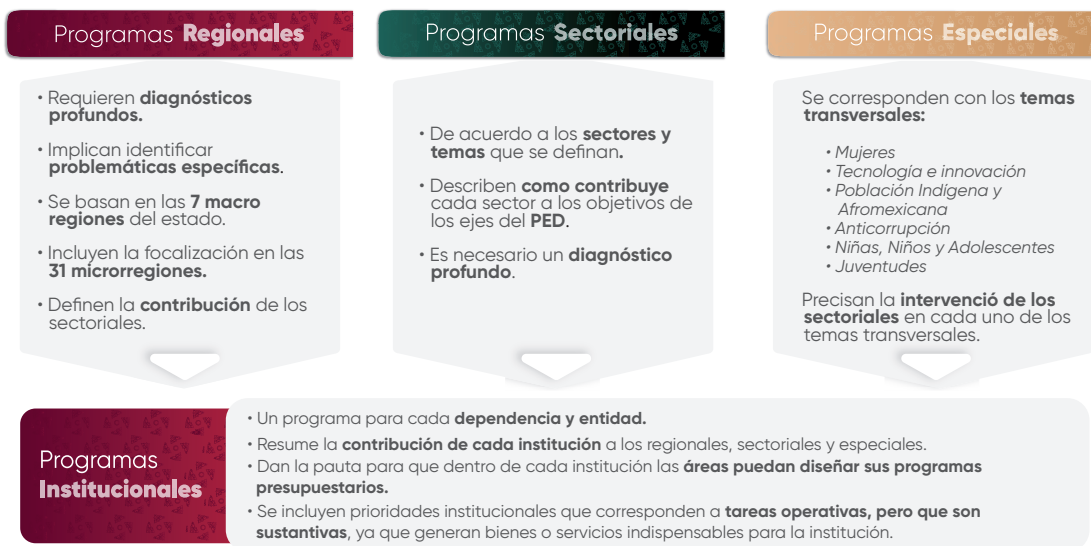 Programas Regionales
• Requieren diagnósticos
profundos.
• Implican identificar
problemáticas específicas.
• Se basan en las 7 macro
regiones del estado.
• Incluyen la focalización en las
31 microrregiones.
• Definen la contribución de los
sectoriales.
Programas Sectoriales
• De acuerdo a los sectores y
temas que se definan.
• Describen como contribuye
cada sector a los objetivos de
los ejes del PED.
• Es necesario un diagnóstico
profundo.
Programas Especiales
Se corresponden con los temas
transversales:
• Mujeres
• Tecnología e innovación
• Población Indígena y
Afromexicana
• Anticorrupción
• Niñas, Niños y Adolescentes
• Juventudes
Precisan la intervenció de los
sectoriales en cada uno de los
temas transversales.
Programas
Institucionales
• Un programa para cada dependencia y entidad.
• Resume la contribución de cada institución a los regionales, sectoriales y especiales.
• Dan la pauta para que dentro de cada institución las áreas puedan diseñar sus programas
presupuestarios.
• Se incluyen prioridades institucionales que corresponden a tareas operativas, pero que son
sustantivas, ya que generan bienes o servicios indispensables para la institución.